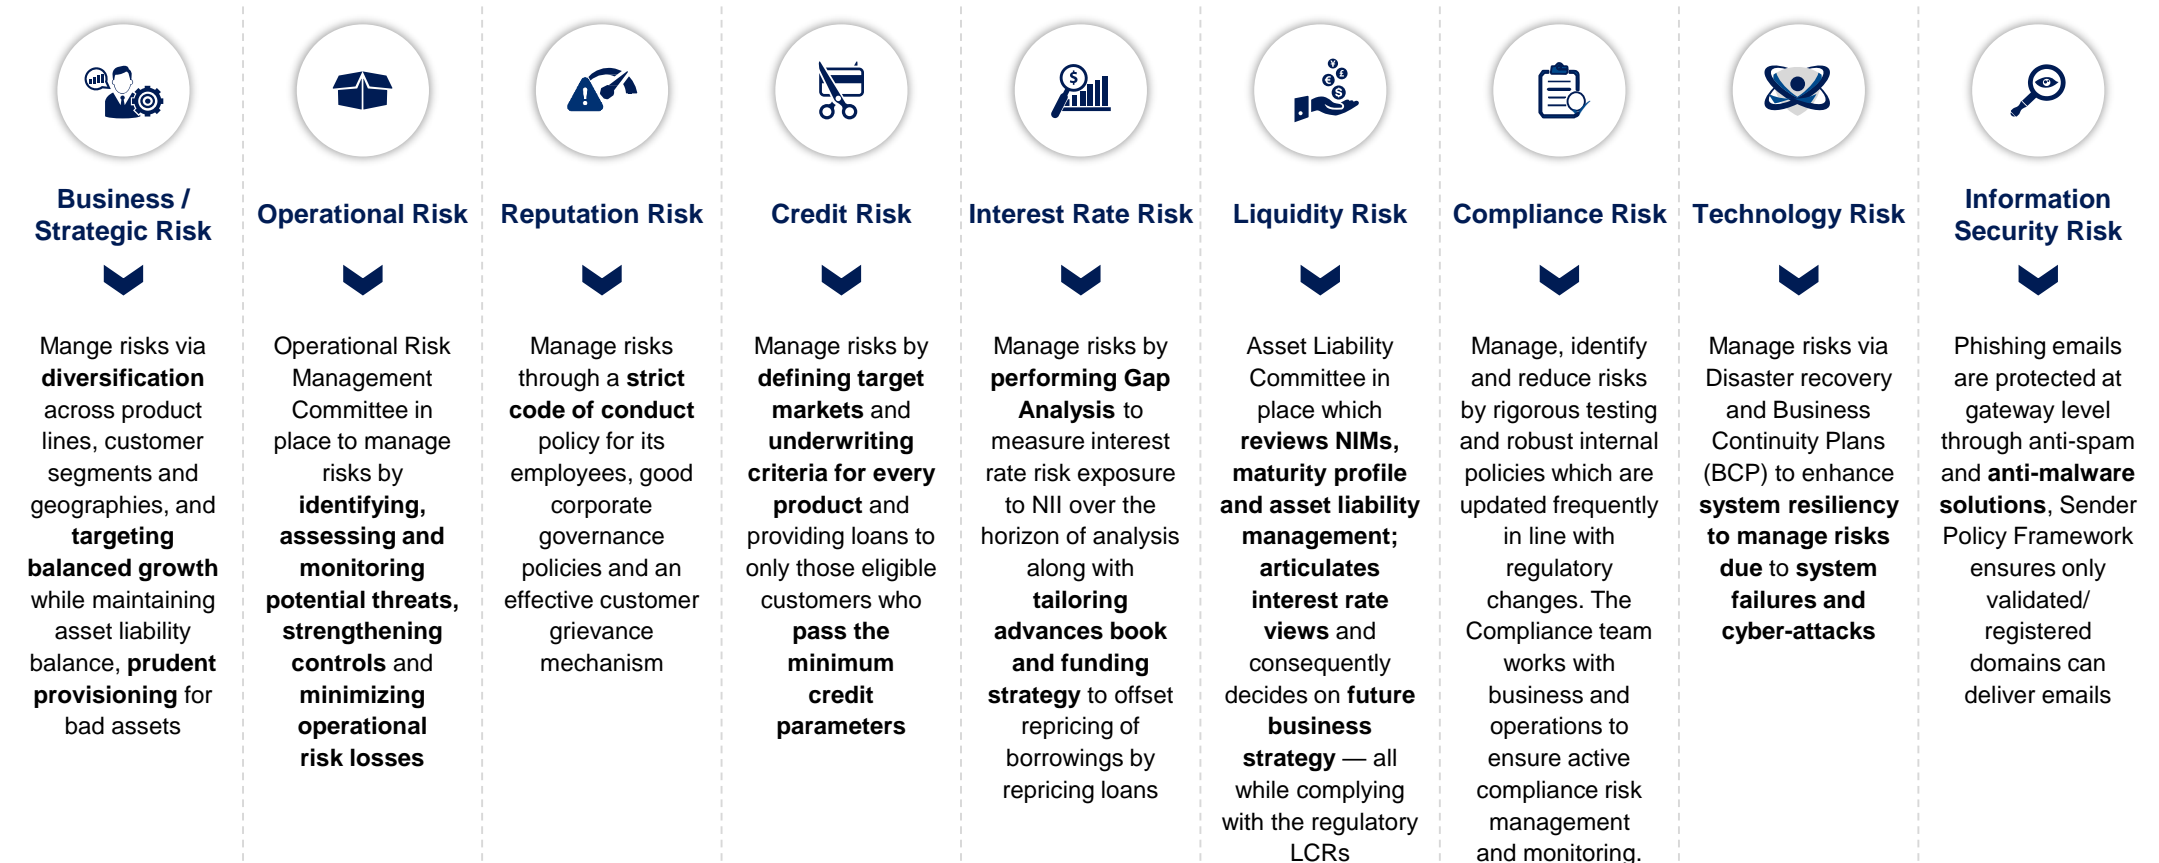 Business /
Strategic Risk
Mange risks via
diversification
across product
lines, customer
segments and
geographies, and
targeting
balanced growth
while maintaining
asset liability
balance, prudent
provisioning for
bad assets
Operational Risk
Operational Risk
Management
Committee in
place to manage
risks by
identifying,
assessing and
monitoring
potential threats,
strengthening
controls and
minimizing
operational
risk losses
Reputation Risk
Manage risks
through a strict
code of conduct
policy for its
employees, good
corporate
governance
policies and an
effective customer
grievance
mechanism
Credit Risk
Manage risks by
defining target
markets and
underwriting
criteria for every
product and
providing loans to
only those eligible
customers who
pass the
minimum
credit
parameters
Interest Rate Risk
Manage risks by
performing Gap
Analysis to
measure interest
rate risk exposure
to NII over the
horizon of analysis
along with
tailoring
advances book
and funding
strategy to offset
repricing of
borrowings by
repricing loans
Liquidity Risk
Asset Liability
Committee in
place which
reviews NIMs,
maturity profile
and asset liability
management;
articulates
interest rate
views and
consequently
decides on future
business
strategy — all
while complying
with the regulatory
LCRs
Compliance Risk
Manage, identify
and reduce risks
by rigorous testing
and robust internal
policies which are
updated frequently
in line with
regulatory
changes. The
Compliance team
works with
business and
operations to
ensure active
compliance risk
management
and monitoring.
Technology Risk
Manage risks via
Disaster recovery
and Business
Continuity Plans
(BCP) to enhance
system resiliency
to manage risks
due to system
failures and
cyber-attacks
Information
Security Risk
Phishing emails
are protected at
gateway level
through anti-spam
and anti-malware
solutions, Sender
Policy Framework
ensures only
validated/
registered
domains can
deliver emails